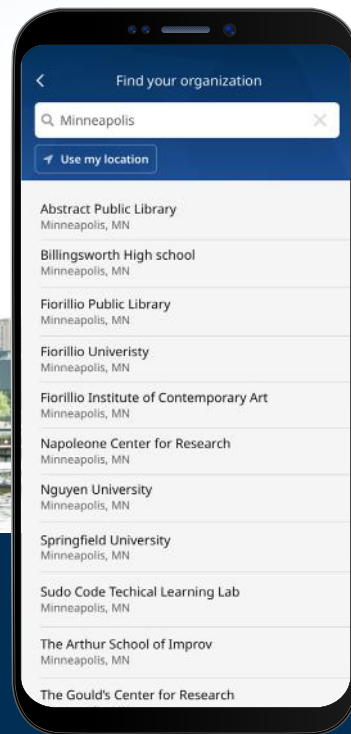 Find your organization
Minneapolis
Use my location
Abstract Public Library
Minneapolis, MN
Billingsworth High school
Minneapolis, MN
Fiorillio Public Library
Minneapolis, MN
Fiorillio Univeristy
Minneapolis, MN
Fiorillio Institute of Contemporary Art
Minneapolis, MN
Napoleone Center for Research
Minneapolis, MN
Nguyen University
Minneapolis, MN
Springfield University
Minneapolis, MN
Sudo Code Techical Learning Lab
Minneapolis, MN
The Arthur School of Improv
Minneapolis, MN
The Gould's Center for Research